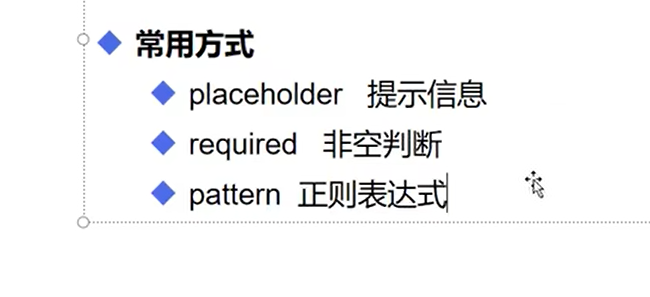 常用方式
placeholder 提示信息
required 非空判断
pattern 正则表达式